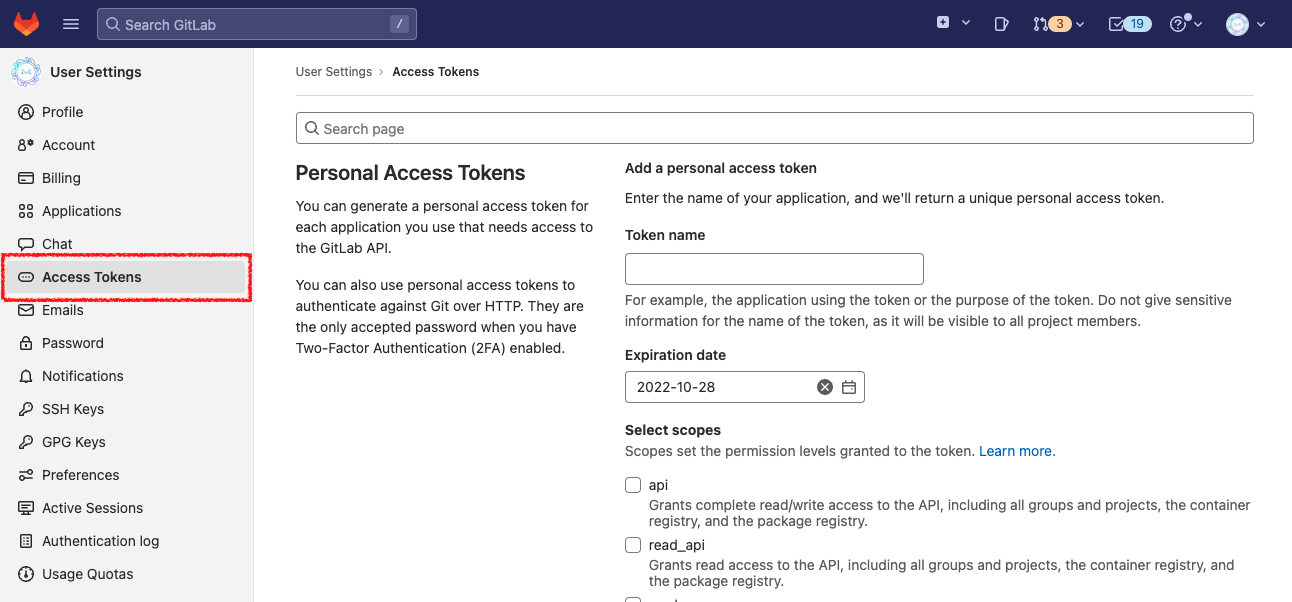 Search GitLab
/
3
19
User Settings
Profile
Account
Billing
Applications
Chat
Access Tokens
Emails
Password
Notifications
SSH Keys
GPG Keys
Preferences
Active Sessions
Authentication log
Usage Quotas
User Settings › Access Tokens
Search page
Personal Access Tokens
You can generate a personal access token for
each application you use that needs access to
the GitLab API.
You can also use personal access tokens to
authenticate against Git over HTTP. They are
the only accepted password when you have
Two-Factor Authentication (2FA) enabled.
Add a personal access token
Enter the name of your application, and we'll return a unique personal access token.
Token name
For example, the application using the token or the purpose of the token. Do not give sensitive
information for the name of the token, as it will be visible to all project members.
Expiration date
2022-10-28
Select scopes
Scopes set the permission levels granted to the token. Learn more.
api
Grants complete read/write access to the API, including all groups and projects, the container
registry, and the package registry.
read_api
Grants read access to the API, including all groups and projects, the container registry, and
the package registry.